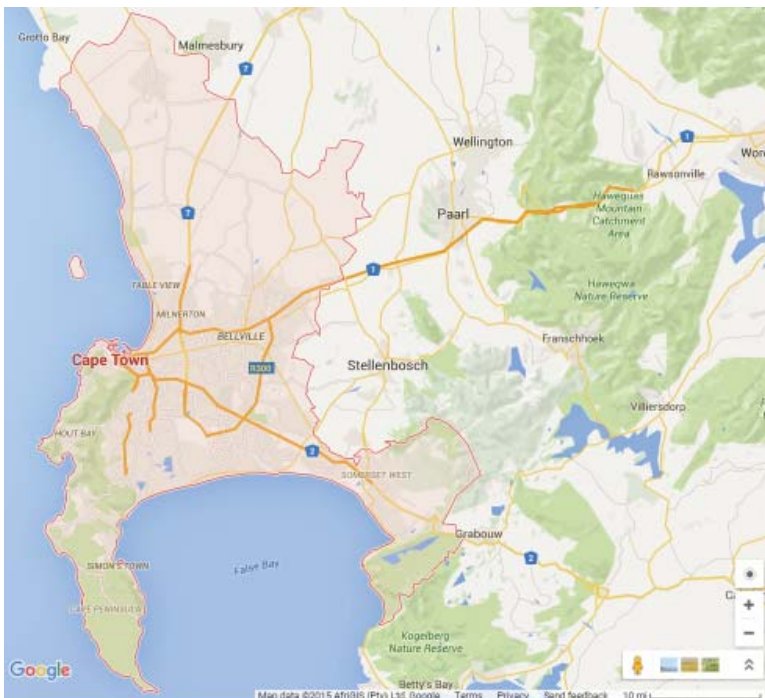 Grotto Bay
Malmesbury
7
1
Wellington
Wor
Rawsonville
Hawequas
Mountain
Catchment
Area
7
Paarl
1
TABLE VIEW
Hawegwa
Nature Reserve
MILNERTON
BELLVILLE
Franschhoek
Cape Town
R300
Stellenbosch
Villiersdorp
HOUT BAY
2
SOMERSET WEST
Grabouw
2
SIMON'S TOWN
False Bay
CAPE PENINSULA
Kogelberg
Nature Reserve
Betty's Bay
Google
Map data ©2015 AfriGIS (Pty) Ltd, Google Terms Privacy Send feedback 10 mi